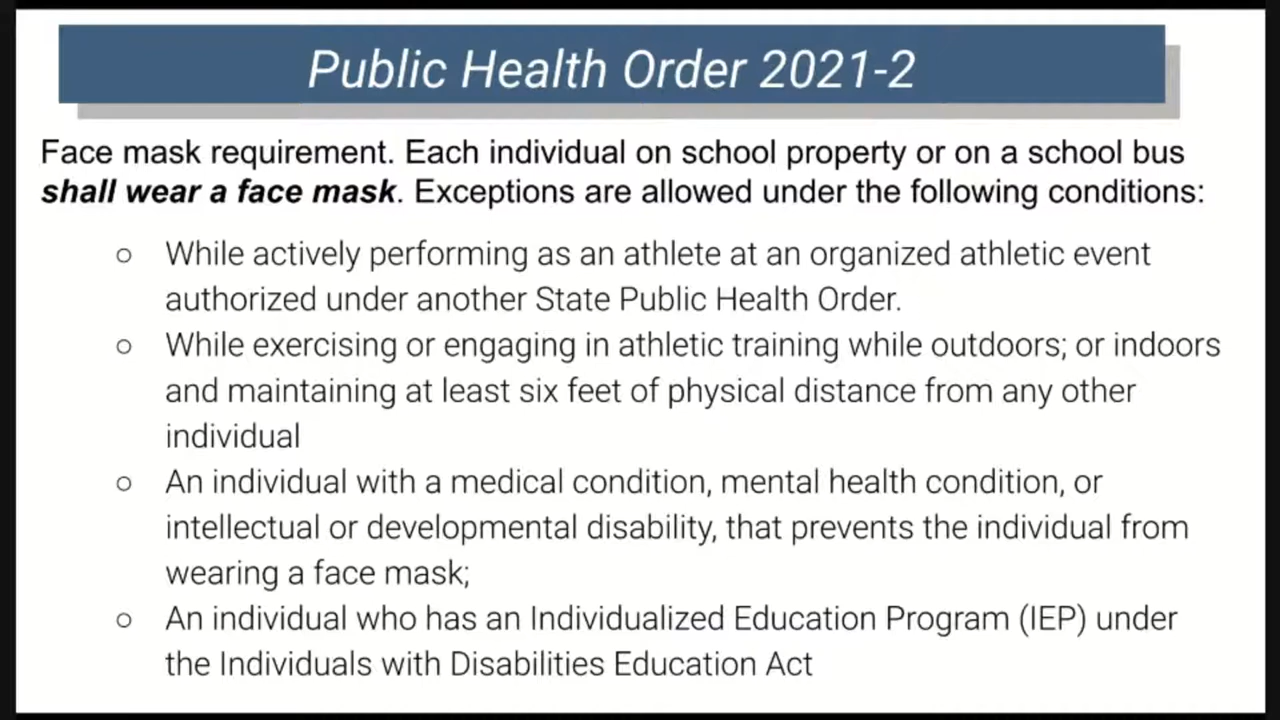 Public Health Order 2021-2
Face mask requirement. Each individual on school property or on a school bus
shall wear a face mask. Exceptions are allowed under the following conditions:
○ While actively performing as an athlete at an organized athletic event
authorized under another State Public Health Order.
○ While exercising or engaging in athletic training while outdoors; or indoors
and maintaining at least six feet of physical distance from any other
individual
○ An individual with a medical condition, mental health condition, or
intellectual or developmental disability, that prevents the individual from
wearing a face mask;
○ An individual who has an Individualized Education Program (IEP) under
the Individuals with Disabilities Education Act